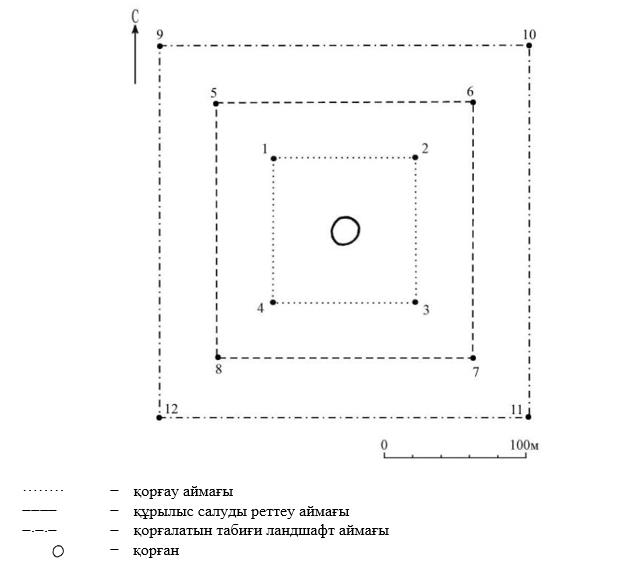 С
9 10
5 6
1 2
4 3
8 7
12 11
0 100м
........ – қорғау аймағы
–––– – құрылыс салуды реттеу аймағы
–·–·– – қорғалатын табиғи ландшафт аймағы
– қорған